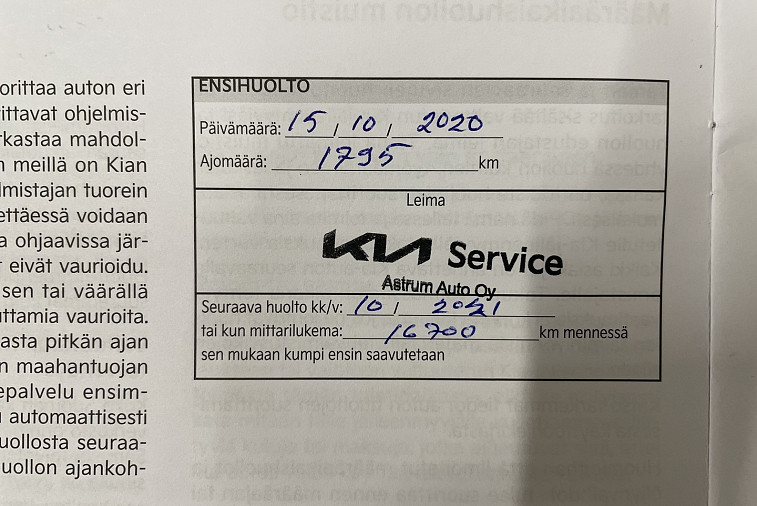 orittaa auton eri
ittavat ohjelmis-
rkastaa mahdol-
n meillä on Kian
lmistajan tuorein
ettäessä voidaan
a ohjaavissa jär-
t eivät vaurioidu.
sen tai väärällä
uttamia vaurioita.
asta pitkän ajan
n maahantuojan
epalvelu ensim-
u automaattisesti
uollosta seuraa-
uollon ajankoh-
ENSIHUOLTO
Päivämäärä: 15 / 10 / 2020
Ajomäärä: 1795 km
Leima
KIA Service
Astrum Auto Oy
Seuraava huolto kk/v: 10 / 2021
tai kun mittarilukema: 16700 km mennessä
sen mukaan kumpi ensin saavutetaan